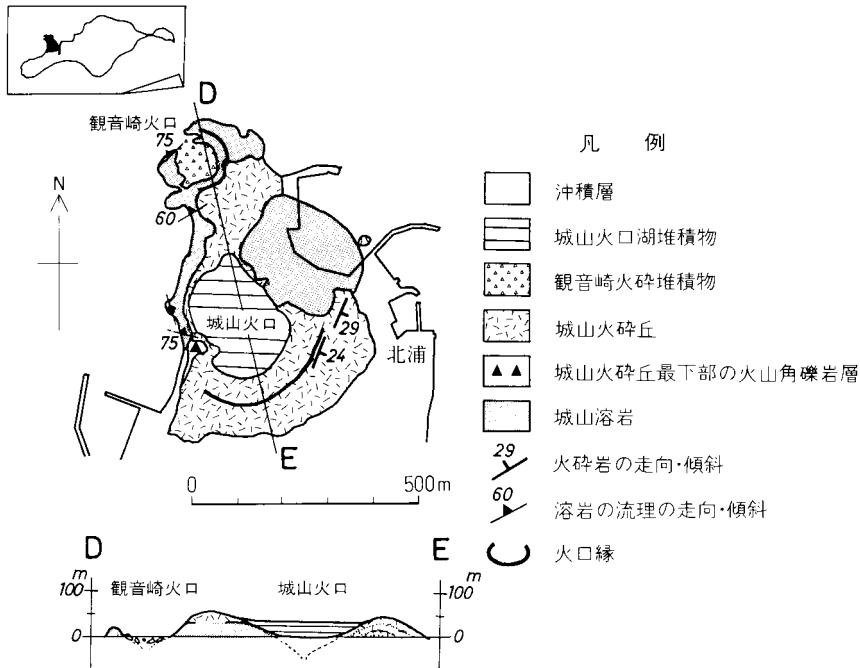 D
観音崎火口
75
N
60
城山火口
29
75
24
北浦
E
0
500m
凡 例
沖積層
城山火口湖堆積物
観音崎火砕堆積物
城山火砕丘
城山火砕丘最下部の火山角礫岩層
城山溶岩
29
火砕岩の走向・傾斜
60
溶岩の流理の走向・傾斜
火口縁
D
E
m
100
観音崎火口
城山火口
m
100
0
0